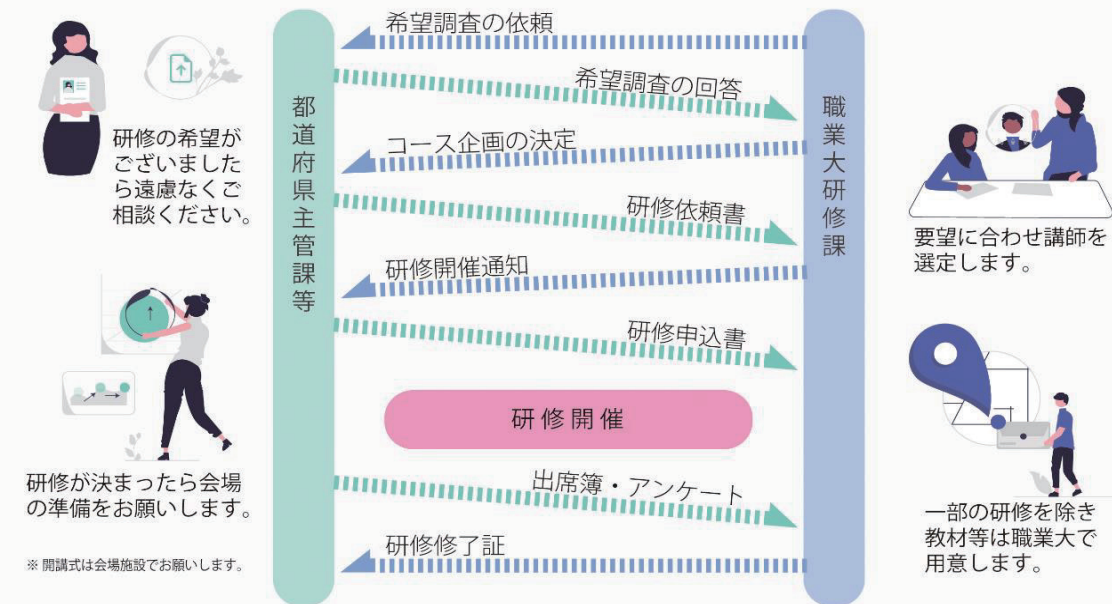 希望調査の依頼
希望調査の回答
コース企画の決定
研修依頼書
研修開催通知
研修申込書
研修開催
出席簿・アンケート
研修修了証
都道府県主管課等
職業大研修課
研修の希望が
ございました
ら遠慮なくご
相談ください。
研修が決まったら会場
の準備をお願いします。
※ 開講式は会場施設でお願いします。
要望に合わせ講師を
選定します。
一部の研修を除き
教材等は職業大で
用意します。